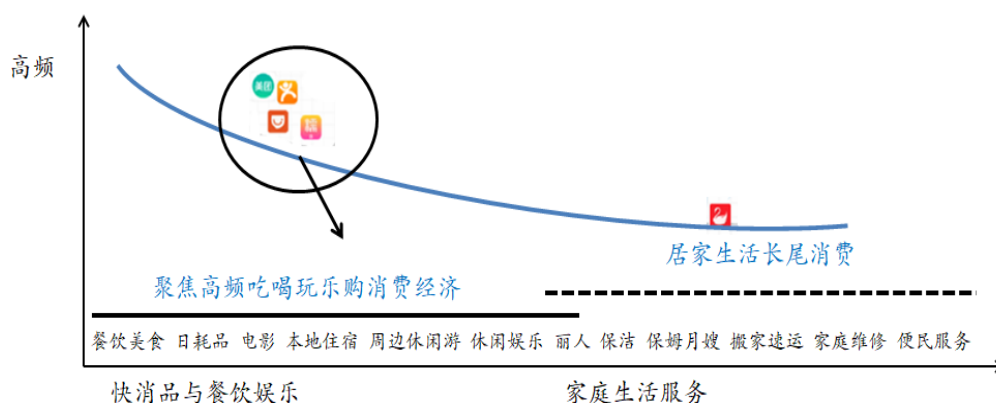 高频
美团
居家生活长尾消费
聚焦高频吃喝玩乐购消费经济
餐饮美食 日耗品 电影 本地住宿 周边休闲游 休闲娱乐 丽人 保洁 保姆月嫂 搬家速运 家庭维修 便民服务
快消品与餐饮娱乐 家庭生活服务